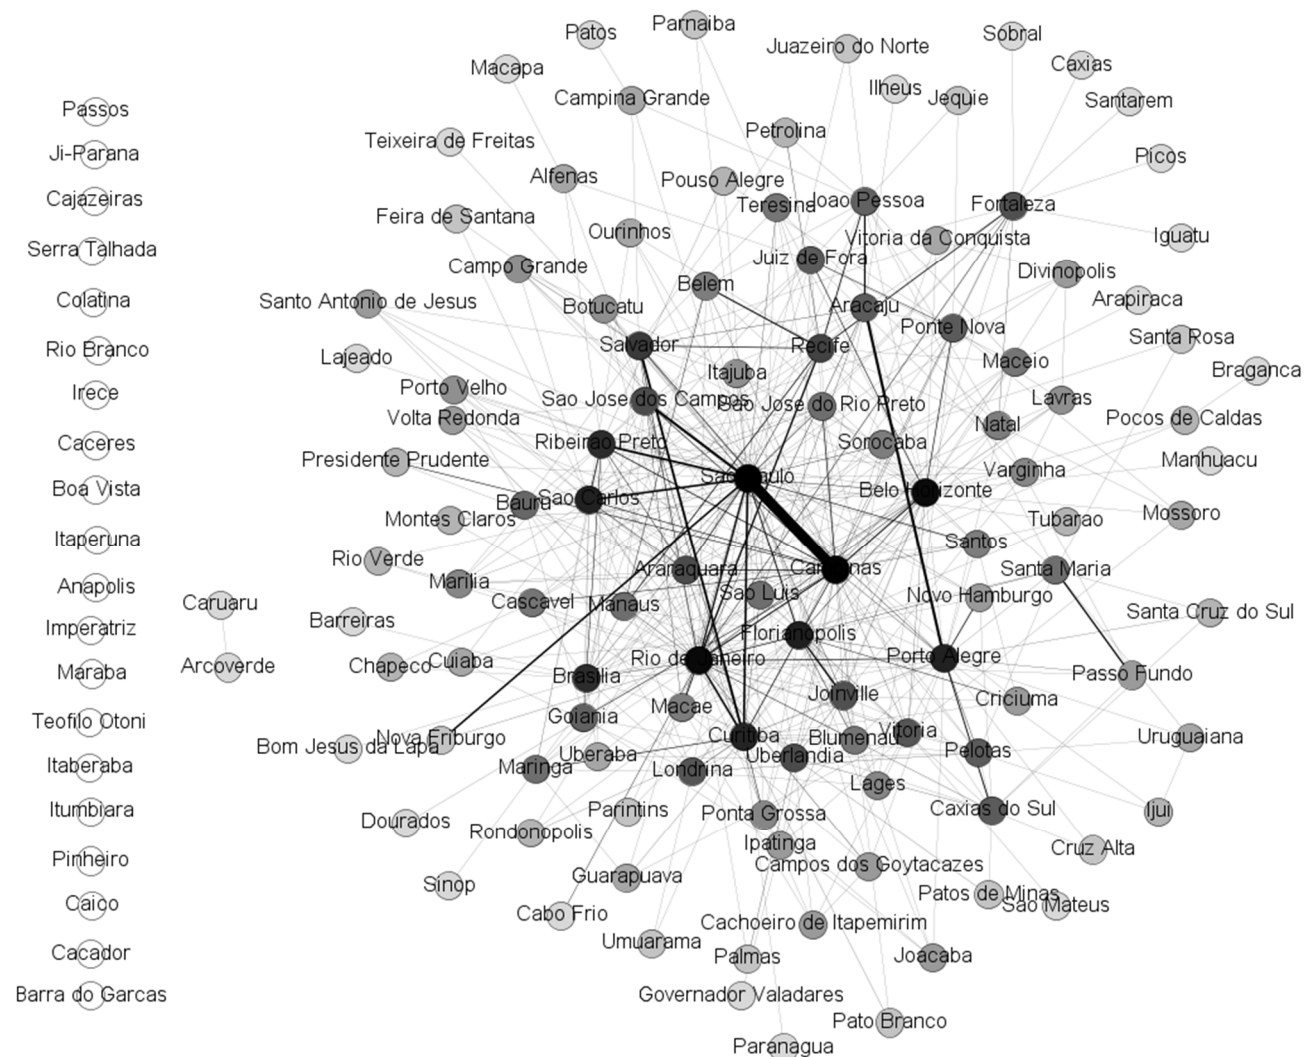 Patos
Parnaiba
Juazeiro do Norte
Sobral
Macapa
Caxias
Ilheus
Passos
Campina Grande
Jequie
Santarem
Petrolina
Teixeira de Freitas
Ji-Parana
Picos
Alfenas
Pouso Alegre
Cajazeiras
Teresina
Joao Pessoa
Fortaleza
Feira de Santana
Ourinhos
Vitoria da Conquista
Iguatu
Serra Talhada
Juiz de Fora
Campo Grande
Divinopolis
Belem
Colatina
Santo Antonio de Jesus
Botucatu
Aracaju
Arapiraca
Ponte Nova
Santa Rosa
Rio Branco
Salvador
Recife
Lajeado
Maceio
Itajuba
Braganca
Irece
Porto Velho
Sao Jose dos Campos
Sao Jose do Rio Preto
Lavras
Volta Redonda
Natal
Pocos de Caldas
Caceres
Ribeirao Preto
Sorocaba
Presidente Prudente
Manhuacu
Varginha
Sao Paulo
Boa Vista
Belo Horizonte
Sao Carlos
Bauru
Montes Claros
Tubarao
Mossoro
Itaperuna
Santos
Rio Verde
Araraquara
Campinas
Santa Maria
Anapolis
Marilia
Sao Luis
Novo Hamburgo
Caruaru
Cascavel
Manaus
Santa Cruz do Sul
Barreiras
Imperatriz
Florianopolis
Arcoverde
Chapeco
Cuiaba
Rio de Janeiro
Porto Alegre
Maraba
Brasilia
Passo Fundo
Joinville
Criciuma
Macae
Teofilo Otoni
Goiania
Nova Friburgo
Curitiba
Blumenau
Vitoria
Uruguaiana
Bom Jesus da Lapa
Uberaba
Uberlandia
Pelotas
Itaberaba
Maringa
Londrina
Lages
Itumbiara
Dourados
Parintins
Ponta Grossa
Caxias do Sul
Ijui
Rondonopolis
Ipatinga
Cruz Alta
Pinheiro
Campos dos Goytacazes
Guarapuava
Sinop
Patos de Minas
Caico
Sao Mateus
Cabo Frio
Cachoeiro de Itapemirim
Umuarama
Cacador
Palmas
Joacaba
Barra do Garcas
Governador Valadares
Pato Branco
Paranagua